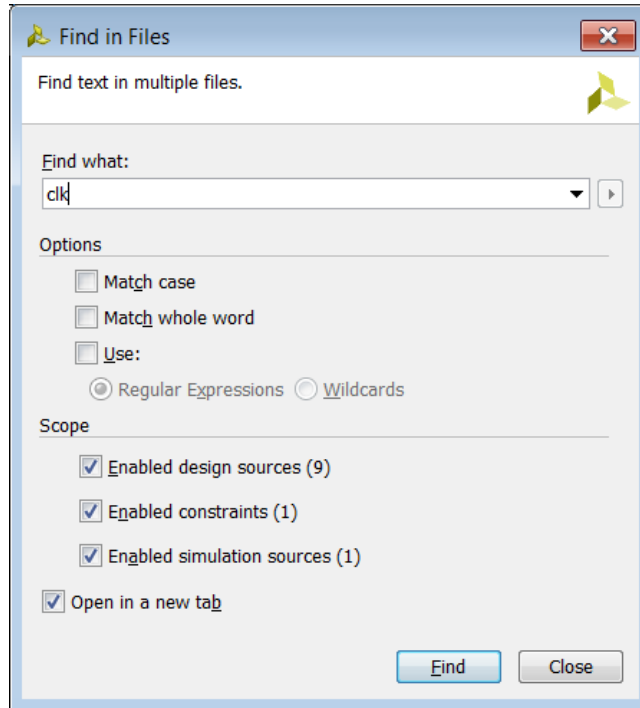 Find in Files
Find text in multiple files.
Find what:
clk
Options
Match case
Match whole word
Use:
Regular Expressions Wildcards
Scope
Enabled design sources (9)
Enabled constraints (1)
Enabled simulation sources (1)
Open in a new tab
Find Close